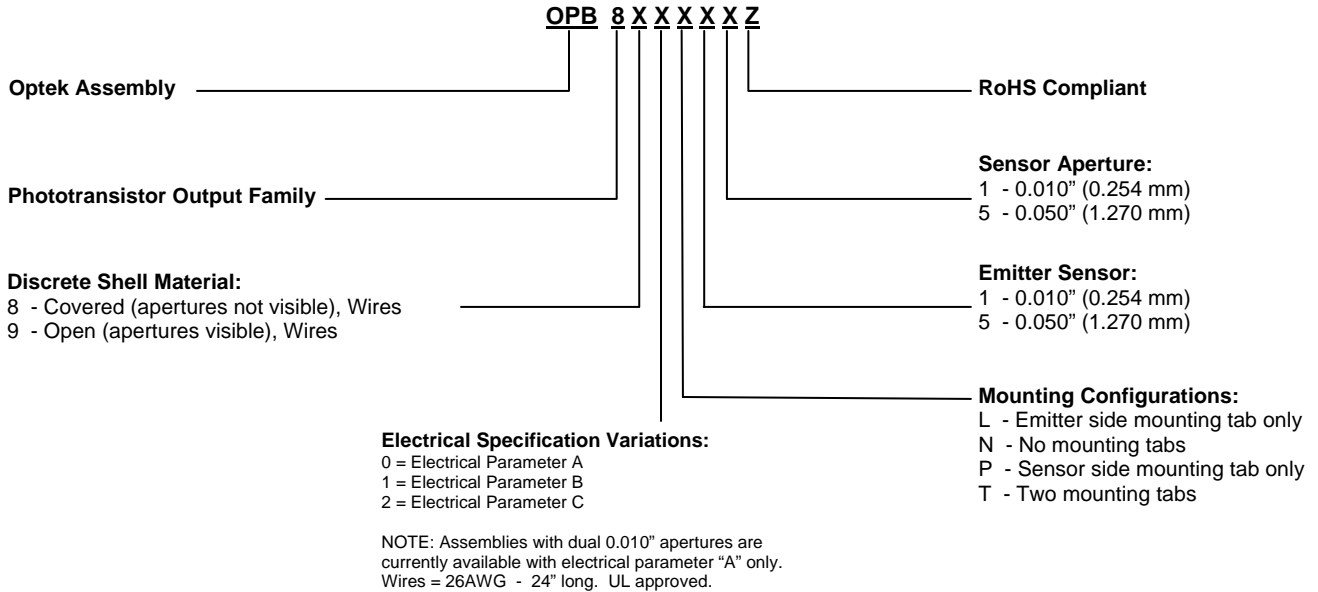 OPB 8 X X X X X Z
Optek Assembly
RoHS Compliant
Phototransistor Output Family
Sensor Aperture:
1 - 0.010” (0.254 mm)
5 - 0.050” (1.270 mm)
Discrete Shell Material:
8 - Covered (apertures not visible), Wires
9 - Open (apertures visible), Wires
Emitter Sensor:
1 - 0.010” (0.254 mm)
5 - 0.050” (1.270 mm)
Mounting Configurations:
L - Emitter side mounting tab only
N - No mounting tabs
P - Sensor side mounting tab only
T - Two mounting tabs
Electrical Specification Variations:
0 = Electrical Parameter A
1 = Electrical Parameter B
2 = Electrical Parameter C
NOTE: Assemblies with dual 0.010” apertures are
currently available with electrical parameter “A” only.
Wires = 26AWG - 24” long. UL approved.